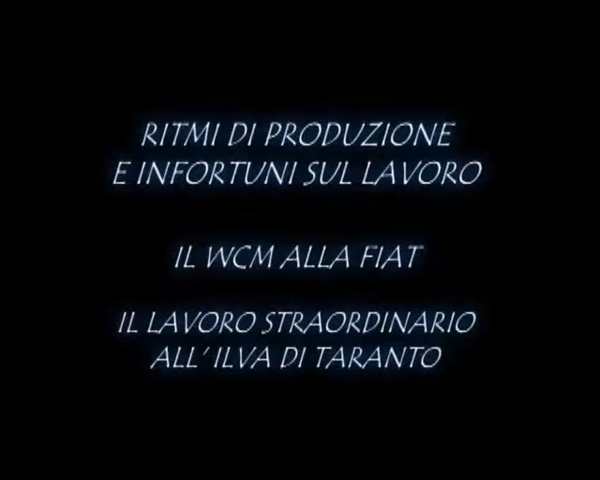 RITMI DI PRODUZIONE
E INFORTUNI SUL LAVORO
IL WCM ALLA FIAT
IL LAVORO STRAORDINARIO
ALL' ILVA DI TARANTO